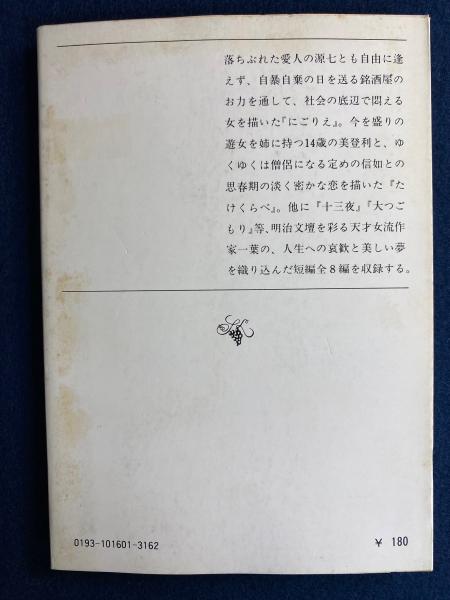 落ちぶれた愛人の源七とも自由に逢
えず、自暴自棄の日を送る銘酒屋の
お力を通して、社会の底辺で悶える
女を描いた『にごりえ』。今を盛りの
遊女を姉に持つ14歳の美登利と、ゆ
くゆくは僧侶になる定めの信如との
思春期の淡く密かな恋を描いた『た
けくらべ』。他に『十三夜』『大つご
もり』等、明治文壇を彩る天才女流作
家一葉の、人生への哀歓と美しい夢
を織り込んだ短編全8編を収録する。
0193-101601-3162
¥ 180